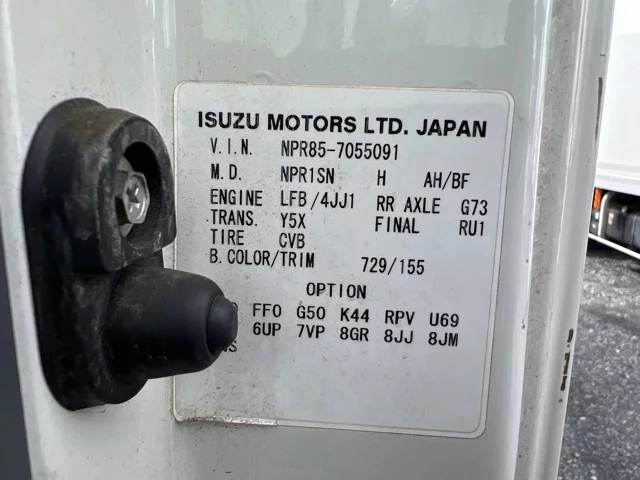 ISUZU MOTORS LTD. JAPAN
V.I.N. NPR85-7055091
M.D. NPR1SN H AH/BF
ENGINE LFB/4JJ1 RR AXLE G73
TRANS. Y5X FINAL RU1
TIRE CVB
B.COLOR/TRIM 729/155
OPTION
FFO G50 K44 RPV U69
6UP 7VP 8GR 8JJ 8JM